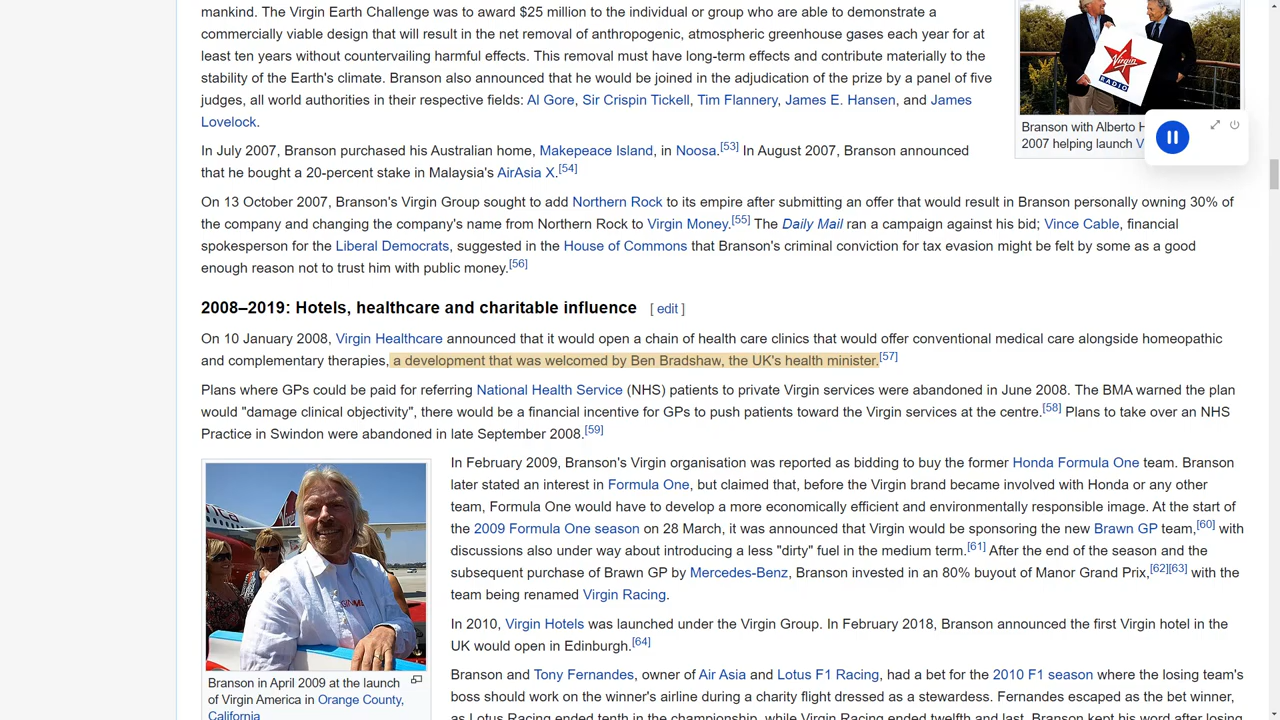 mankind. The Virgin Earth Challenge was to award $25 million to the individual or group who are able to demonstrate a
commercially viable design that will result in the net removal of anthropogenic, atmospheric greenhouse gases each year for at
least ten years without countervailing harmful effects. This removal must have long-term effects and contribute materially to the
stability of the Earth's climate. Branson also announced that he would be joined in the adjudication of the prize by a panel of five
judges, all world authorities in their respective fields: Al Gore, Sir Crispin Tickell, Tim Flannery, James E. Hansen, and James
Lovelock.
Virgin
RADIO
Branson with Alberto H
2007 helping launch V
In July 2007, Branson purchased his Australian home, Makepeace Island, in Noosa.[53] In August 2007, Branson announced
that he bought a 20-percent stake in Malaysia's AirAsia X.[54]
On 13 October 2007, Branson's Virgin Group sought to add Northern Rock to its empire after submitting an offer that would result in Branson personally owning 30% of
the company and changing the company's name from Northern Rock to Virgin Money.[55] The Daily Mail ran a campaign against his bid; Vince Cable, financial
spokesperson for the Liberal Democrats, suggested in the House of Commons that Branson's criminal conviction for tax evasion might be felt by some as a good
enough reason not to trust him with public money.[56]
2008–2019: Hotels, healthcare and charitable influence [ edit ]
On 10 January 2008, Virgin Healthcare announced that it would open a chain of health care clinics that would offer conventional medical care alongside homeopathic
and complementary therapies, a development that was welcomed by Ben Bradshaw, the UK's health minister.[57]
Plans where GPs could be paid for referring National Health Service (NHS) patients to private Virgin services were abandoned in June 2008. The BMA warned the plan
would "damage clinical objectivity", there would be a financial incentive for GPs to push patients toward the Virgin services at the centre.[58] Plans to take over an NHS
Practice in Swindon were abandoned in late September 2008.[59]
In February 2009, Branson's Virgin organisation was reported as bidding to buy the former Honda Formula One team. Branson
later stated an interest in Formula One, but claimed that, before the Virgin brand became involved with Honda or any other
team, Formula One would have to develop a more economically efficient and environmentally responsible image. At the start of
the 2009 Formula One season on 28 March, it was announced that Virgin would be sponsoring the new Brawn GP team,[60] with
discussions also under way about introducing a less "dirty" fuel in the medium term.[61] After the end of the season and the
subsequent purchase of Brawn GP by Mercedes-Benz, Branson invested in an 80% buyout of Manor Grand Prix,[62][63] with the
team being renamed Virgin Racing.
In 2010, Virgin Hotels was launched under the Virgin Group. In February 2018, Branson announced the first Virgin hotel in the
UK would open in Edinburgh.[64]
Branson and Tony Fernandes, owner of Air Asia and Lotus F1 Racing, had a bet for the 2010 F1 season where the losing team's
boss should work on the winner's airline during a charity flight dressed as a stewardess. Fernandes escaped as the bet winner,
as Lotus Racing ended tenth in the championship, while Virgin Racing ended twelfth and last. Branson kept his word after losing
Branson in April 2009 at the launch
of Virgin America in Orange County,
California